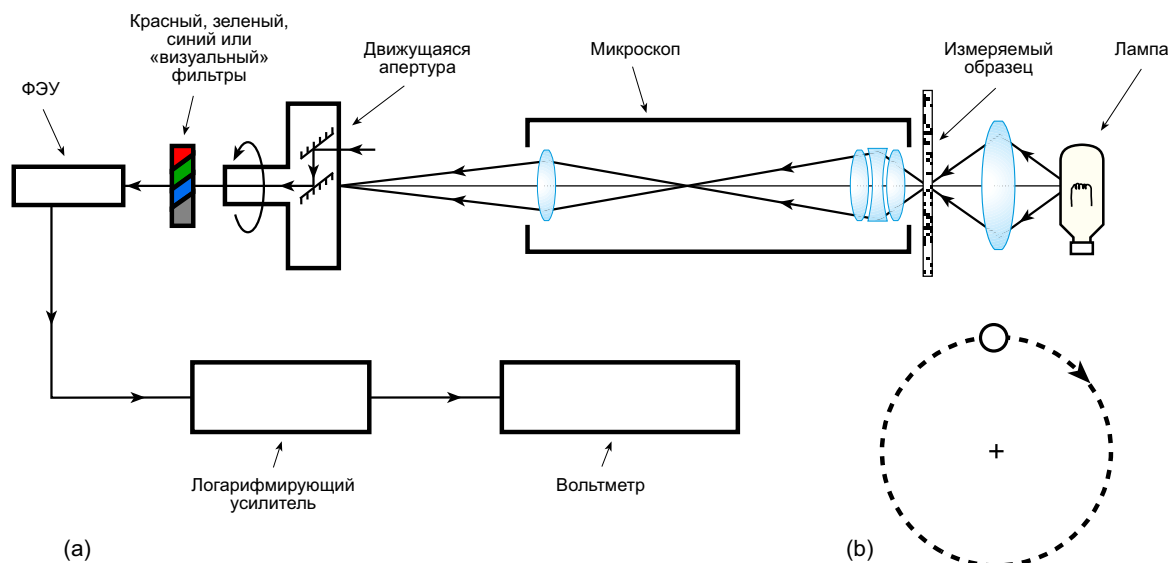 Красный, зеленый,
синий или
«визуальный»
фильтры
ФЭУ
Движущаяся
апертура
Микроскоп
Измеряемый
образец
Лампа
Логарифмирующий
усилитель
Вольтметр
(a)
(b)